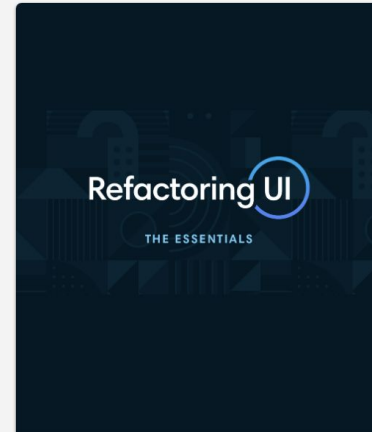 Refactoring UI
THE ESSENTIALS